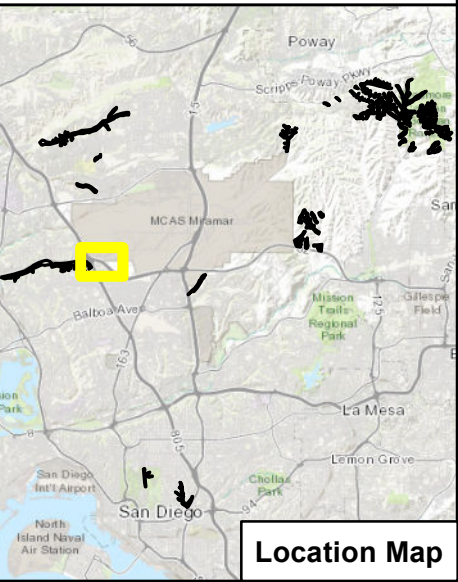 56
Poway
Scripps-Poway-Pkwy
15
MCAS Miramar
San
Mission
Trails
Regional
Park
125
Gillespie
Field
Balboa Ave
163
Park
8
805
La Mesa
Lemon Grove
San Diego
Int'l Airport
Chollas
Park
94
San Diego
North
Island Naval
Air Station
Location Map